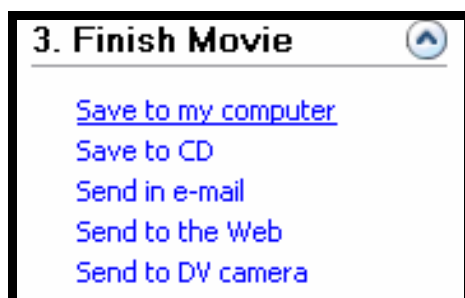 3. Finish Movie
Save to my computer
Save to CD
Send in e-mail
Send to the Web
Send to DV camera